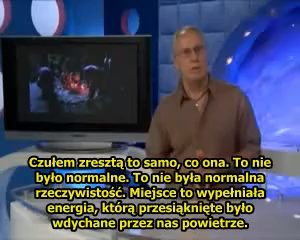 Czułem zresztą to samo, co ona. To nie
było normalne. To nie była normalna
rzeczywistość. Miejsce to wypełniała
energia, którą przesiąknięte było
wdychane przez nas powietrze.